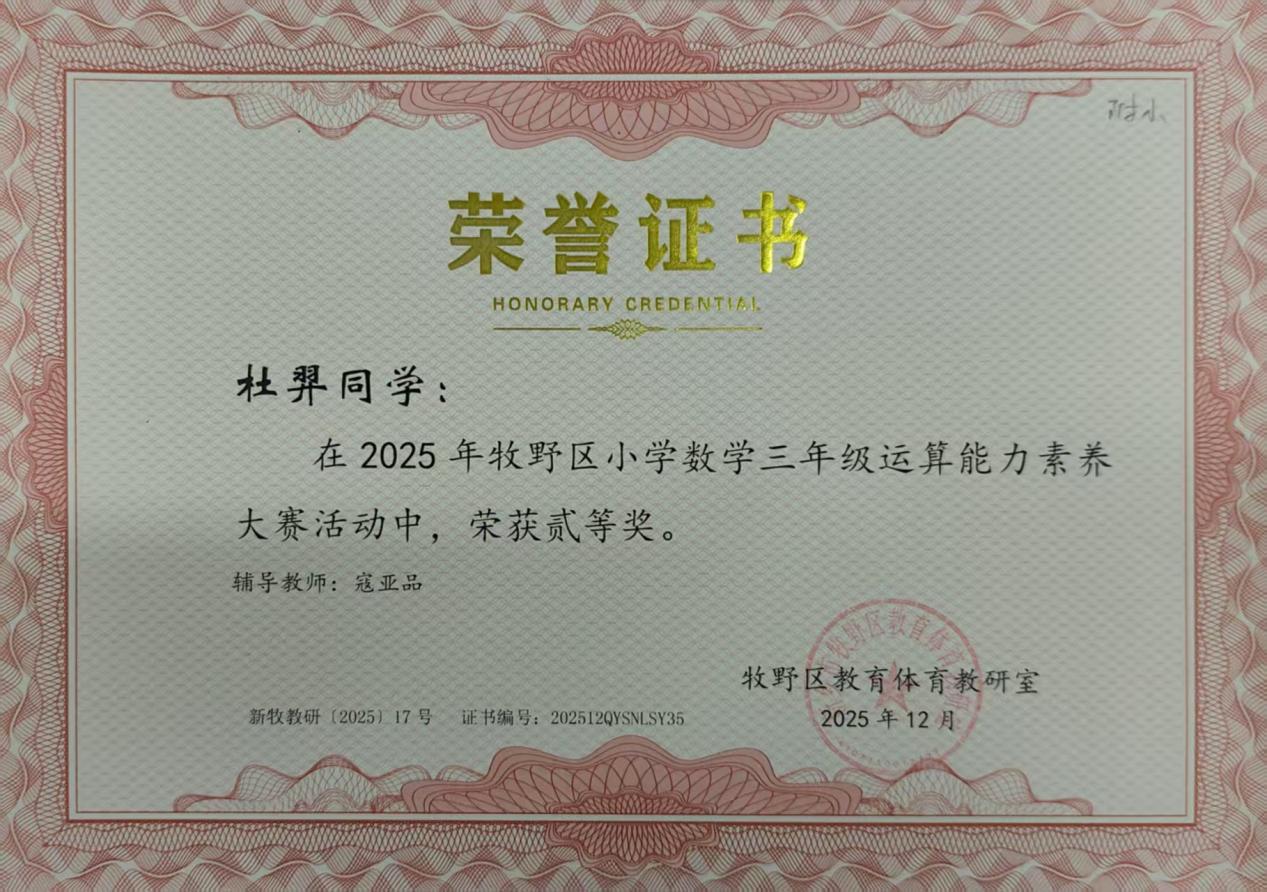 附小
荣誉证书
HONORARY CREDENTIAL
杜羿同学：
在 2025 年牧野区小学数学三年级运算能力素养
大赛活动中，荣获贰等奖。
辅导教师：寇亚品
牧野区教育体育教研室
2025 年 12 月
新牧教研〔2025〕17 号 证书编号：202512QYSNLSY35